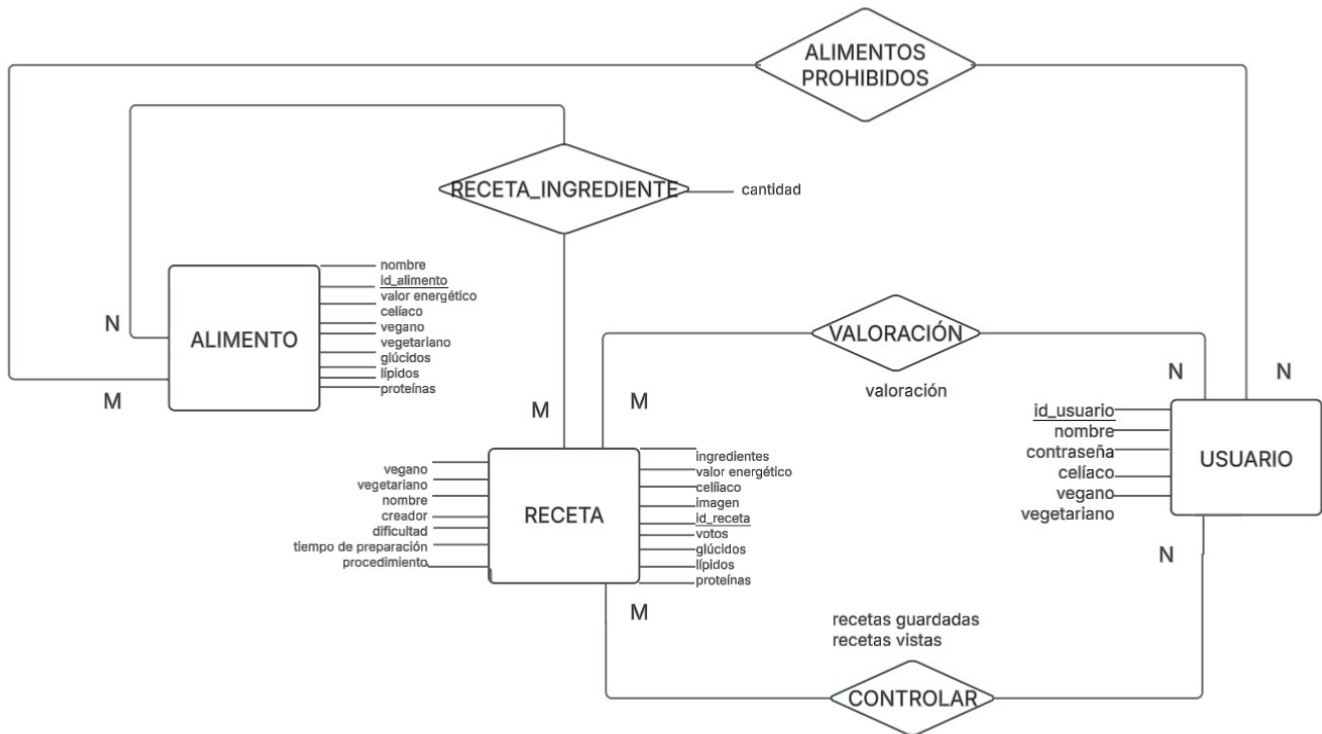 ALIMENTOS
PROHIBIDOS
RECETA_INGREDIENTE
cantidad
nombre
id_alimento
valor energético
celíaco
vegano
vegetariano
glúcidos
lípidos
proteínas
ALIMENTO
N
M
VALORACIÓN
valoración
M
M
N
N
id_usuario
nombre
contraseña
celíaco
vegano
vegetariano
USUARIO
vegano
vegetariano
nombre
creador
dificultad
tiempo de preparación
procedimiento
RECETA
ingredientes
valor energético
celíiaco
imagen
id_receta
votos
glúcidos
lípidos
proteínas
M
N
recetas guardadas
recetas vistas
CONTROLAR